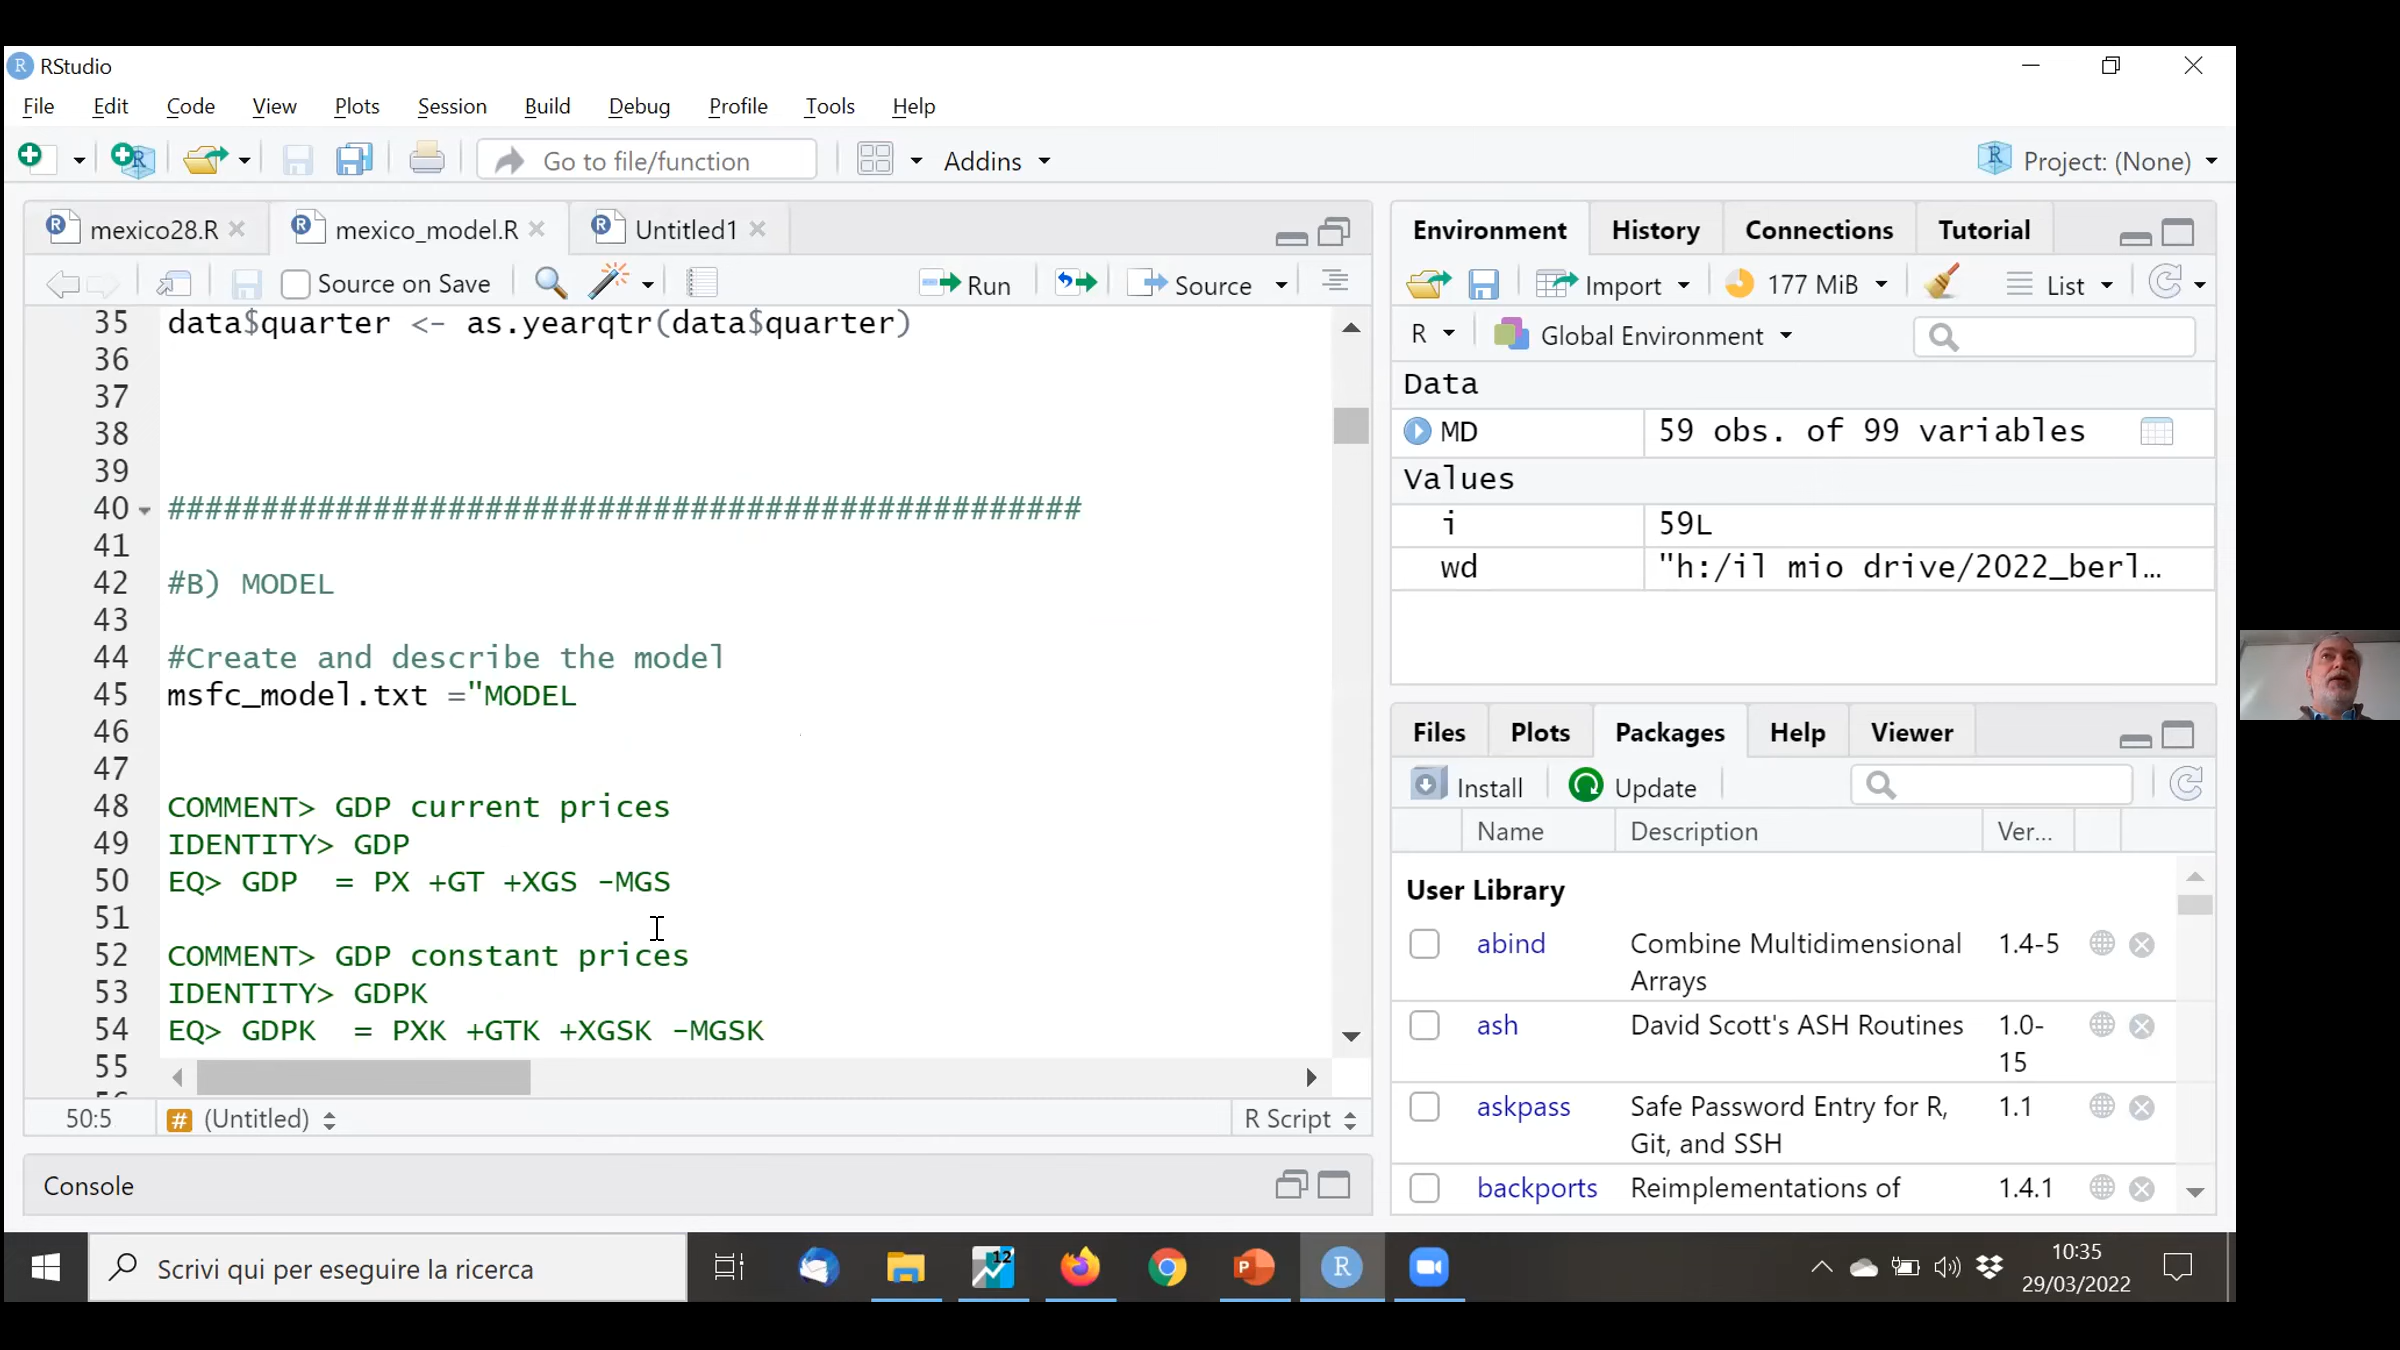 RStudio
File Edit Code View Plots Session Build Debug Profile Tools Help
Go to file/function Addins Project: (None)
mexico28.R mexico_model.R Untitled1
Source on Save Run Source
35 data$quarter <- as.yearqtr(data$quarter)
36
37
38
39
40 #################################################
41
42 #B) MODEL
43
44 #Create and describe the model
45 msfc_model.txt ="MODEL
46
47
48 COMMENT> GDP current prices
49 IDENTITY> GDP
50 EQ> GDP  = PX +GT +XGS -MGS
51
52 COMMENT> GDP constant prices
53 IDENTITY> GDPK
54 EQ> GDPK  = PXK +GTK +XGSK -MGSK
55
50:5 # (Untitled) R Script
Console
Environment History Connections Tutorial
Import 177 MiB List
R Global Environment
Data
MD 59 obs. of 99 variables
Values
i 59L
wd "h:/il mio drive/2022_berl…
Files Plots Packages Help Viewer
Install Update
Name Description Ver...
User Library
abind Combine Multidimensional Arrays 1.4-5
ash David Scott's ASH Routines 1.0-15
askpass Safe Password Entry for R, Git, and SSH 1.1
backports Reimplementations of 1.4.1
Scrivi qui per eseguire la ricerca
12
10:35
29/03/2022